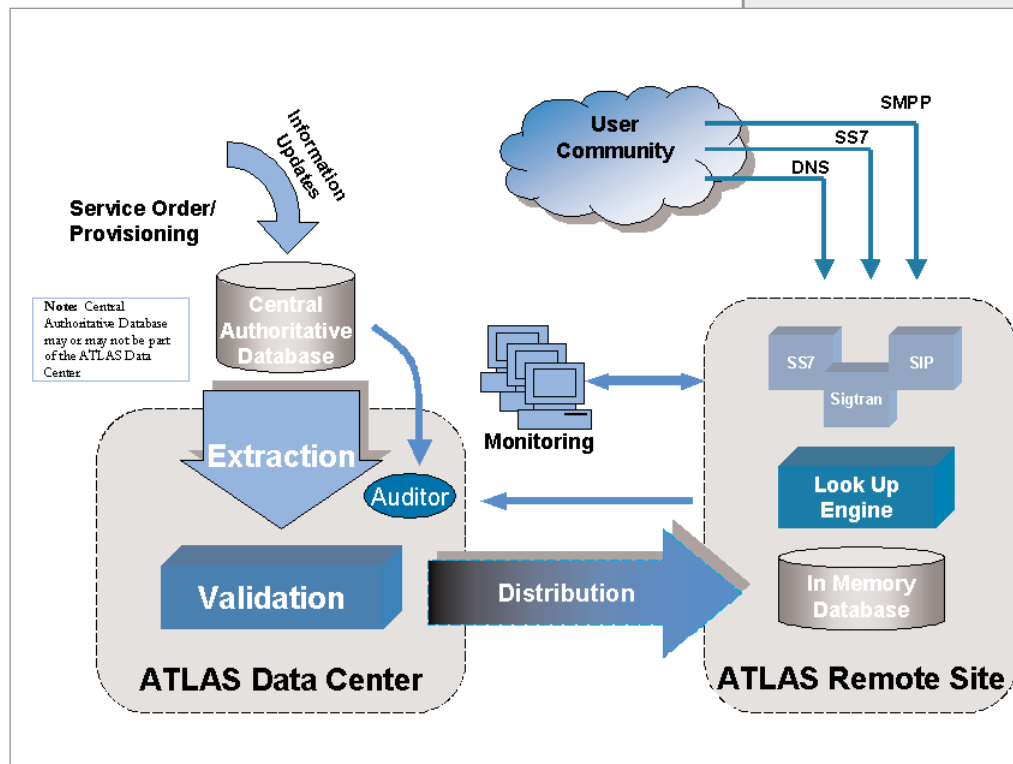 Information
Updates
Service Order/
Provisioning
Central
Authoritative
Database
Note: Central
Authoritative Database
may or may not be part
of the ATLAS Data
Center
User
Community
SMPP
SS7
DNS
Monitoring
SS7
SIP
Sigtran
Extraction
Auditor
Look Up
Engine
Validation
Distribution
In Memory
Database
ATLAS Data Center
ATLAS Remote Site